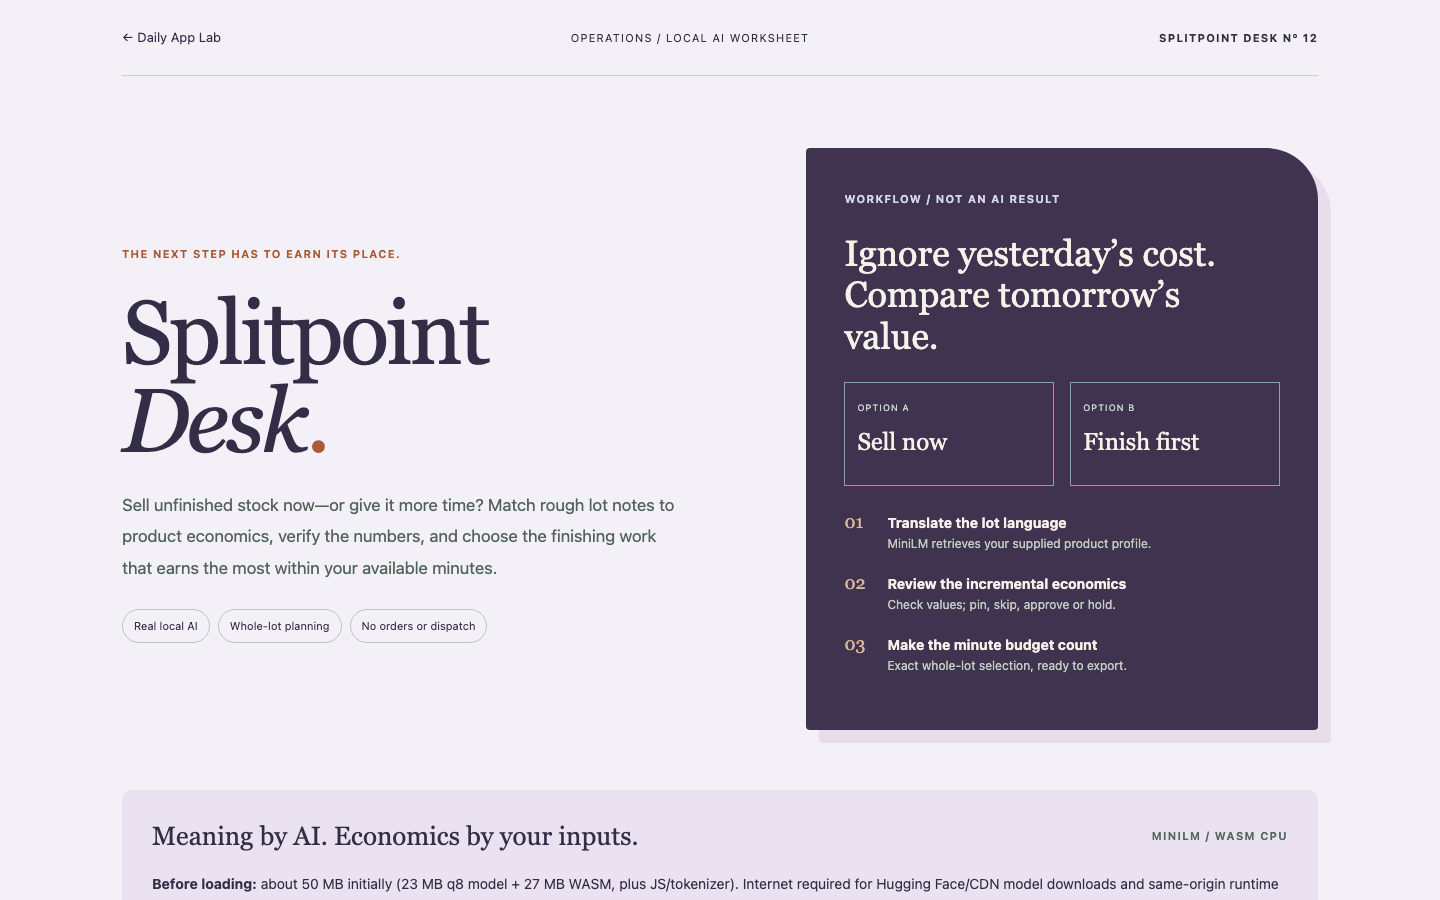 ← Daily App Lab
OPERATIONS / LOCAL AI WORKSHEET
SPLITPOINT DESK Nº 12
THE NEXT STEP HAS TO EARN ITS PLACE.
Splitpoint
Desk.
Sell unfinished stock now—or give it more time? Match rough lot notes to
product economics, verify the numbers, and choose the finishing work
that earns the most within your available minutes.
Real local AI
Whole-lot planning
No orders or dispatch
WORKFLOW / NOT AN AI RESULT
Ignore yesterday’s cost.
Compare tomorrow’s
value.
OPTION A
Sell now
OPTION B
Finish first
01
Translate the lot language
MiniLM retrieves your supplied product profile.
02
Review the incremental economics
Check values; pin, skip, approve or hold.
03
Make the minute budget count
Exact whole-lot selection, ready to export.
Meaning by AI. Economics by your inputs.
MINILM / WASM CPU
Before loading: about 50 MB initially (23 MB q8 model + 27 MB WASM, plus JS/tokenizer). Internet required for Hugging Face/CDN model downloads and same-origin runtime